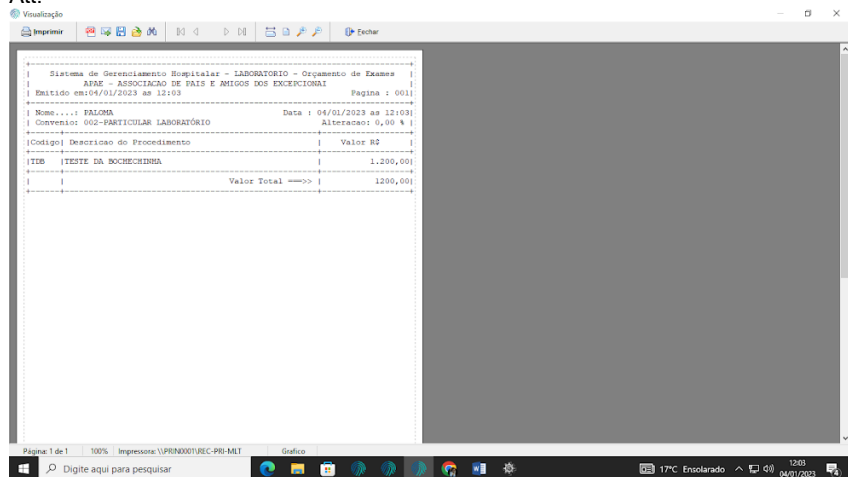 Att.
Visualização
Imprimir Fechar
Sistema de Gerenciamento Hospitalar - LABORATORIO - Orçamento de Exames
APAE - ASSOCIACAO DE PAIS E AMIGOS DOS EXCEPCIONAI
Emitido em:04/01/2023 as 12:03 Pagina : 001
Nome....: PALOMA Data : 04/01/2023 as 12:03
Convenio: 002-PARTICULAR LABORATÓRIO Alteracao: 0,00 %
Codigo| Descricao do Procedimento | Valor R$
TDB |TESTE DA BOCHECHINHA | 1.200,00
Valor Total ===>> | 1200,00
Página: 1 de 1 100% Impressora: \\PRIN0001\REC-PRI-MLT Grafico
Digite aqui para pesquisar 17°C Ensolarado 12:03
04/01/2023